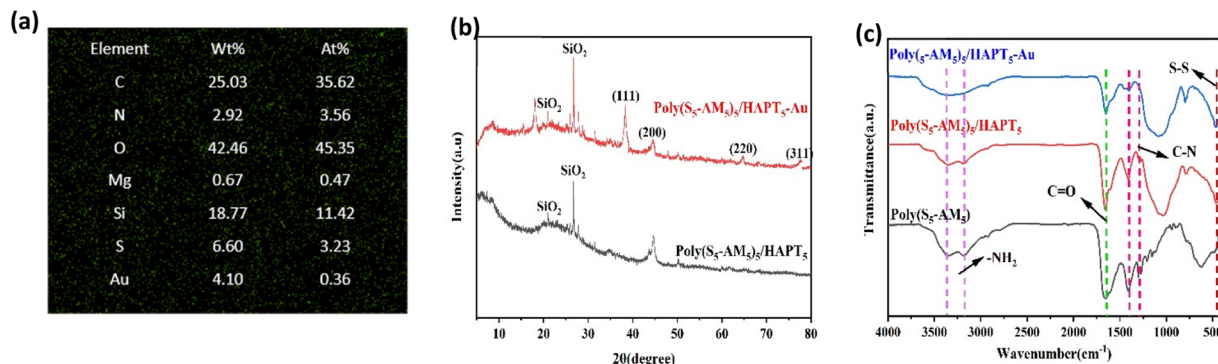 (a)
Element Wt% At%
C 25.03 35.62
N 2.92 3.56
O 42.46 45.35
Mg 0.67 0.47
Si 18.77 11.42
S 6.60 3.23
Au 4.10 0.36
(b)
SiO₂
(111)
SiO₂
Poly(S₅-AM₅)₅/HAPT₅-Au
(200)
(220)
(311)
SiO₂
SiO₂
Poly(S₅-AM₅)₅/HAPT₅
Intensity(a.u)
10 20 30 40 50 60 70 80
2θ(degree)
(c)
Poly(₅-AM₅)₅/HAPT₅-Au
S-S
Poly(S₅-AM₅)₅/HAPT₅
C-N
C=O
Poly(S₅-AM₅)
-NH₂
Transmittance(a.u.)
4000 3500 3000 2500 2000 1500 1000 500
Wavenumber(cm⁻¹)